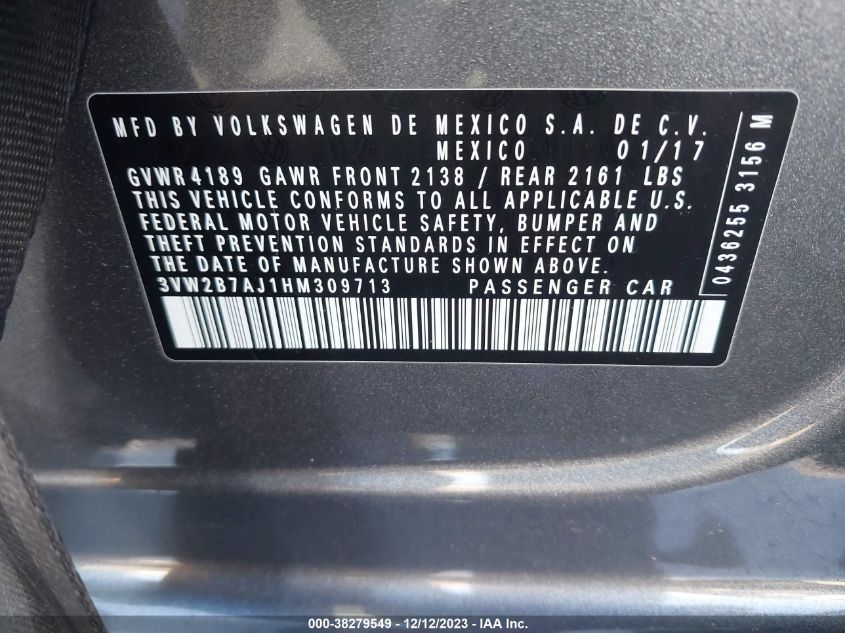 MFD BY VOLKSWAGEN DE MEXICO S.A. DE C.V.
MEXICO 01/17
GVWR 4189 GAWR FRONT 2138 / REAR 2161 LBS
THIS VEHICLE CONFORMS TO ALL APPLICABLE U.S.
FEDERAL MOTOR VEHICLE SAFETY, BUMPER AND
THEFT PREVENTION STANDARDS IN EFFECT ON
THE DATE OF MANUFACTURE SHOWN ABOVE.
3VW2B7AJ1HM309713 PASSENGER CAR
0436255 3156 M
000-38279549 - 12/12/2023 - IAA Inc.